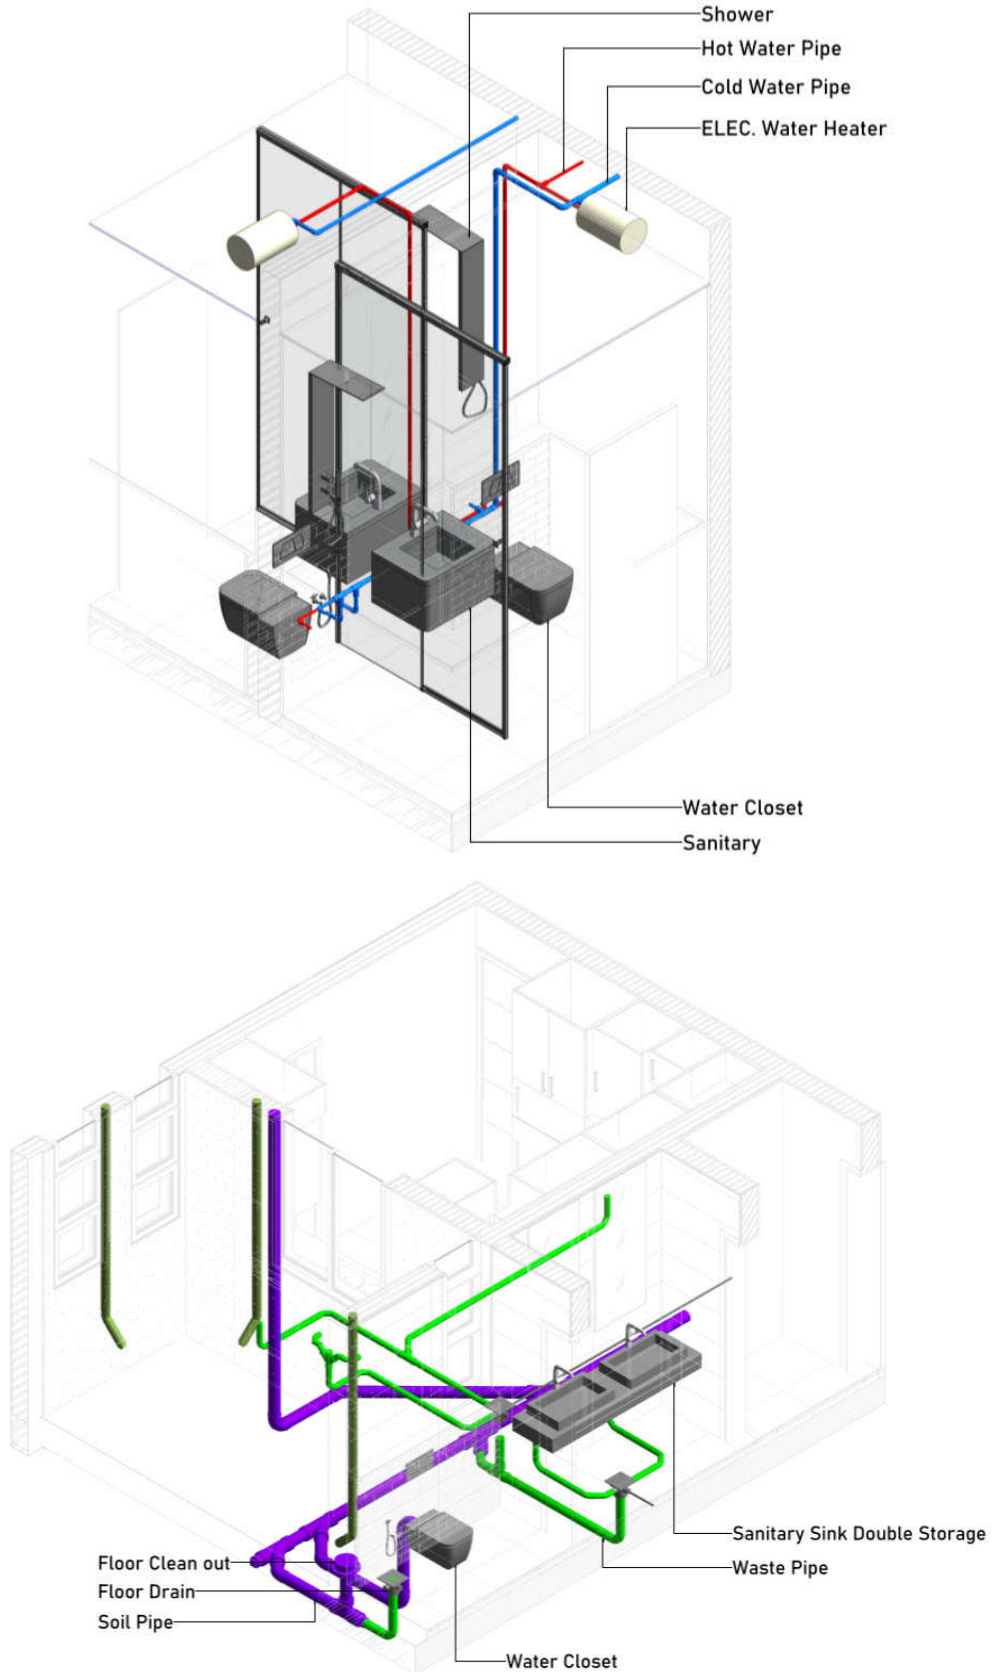 Shower
Hot Water Pipe
Cold Water Pipe
ELEC. Water Heater
Water Closet
Sanitary
Sanitary Sink Double Storage
Waste Pipe
Floor Clean out
Floor Drain
Soil Pipe
Water Closet